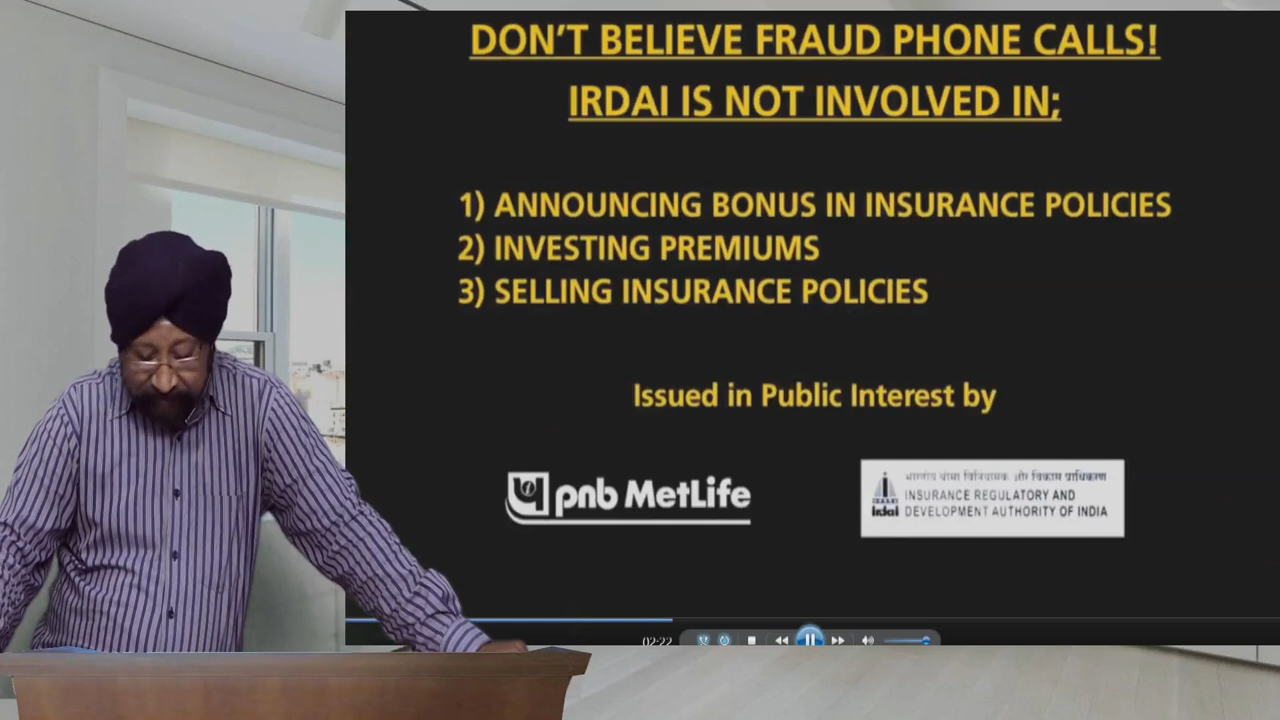 DON'T BELIEVE FRAUD PHONE CALLS!
IRDAI IS NOT INVOLVED IN;
1) ANNOUNCING BONUS IN INSURANCE POLICIES
2) INVESTING PREMIUMS
3) SELLING INSURANCE POLICIES
Issued in Public Interest by
pnb MetLife
भारतीय बीमा विनियामक और विकास प्राधिकरण
irdai
INSURANCE REGULATORY AND
DEVELOPMENT AUTHORITY OF INDIA
02:22